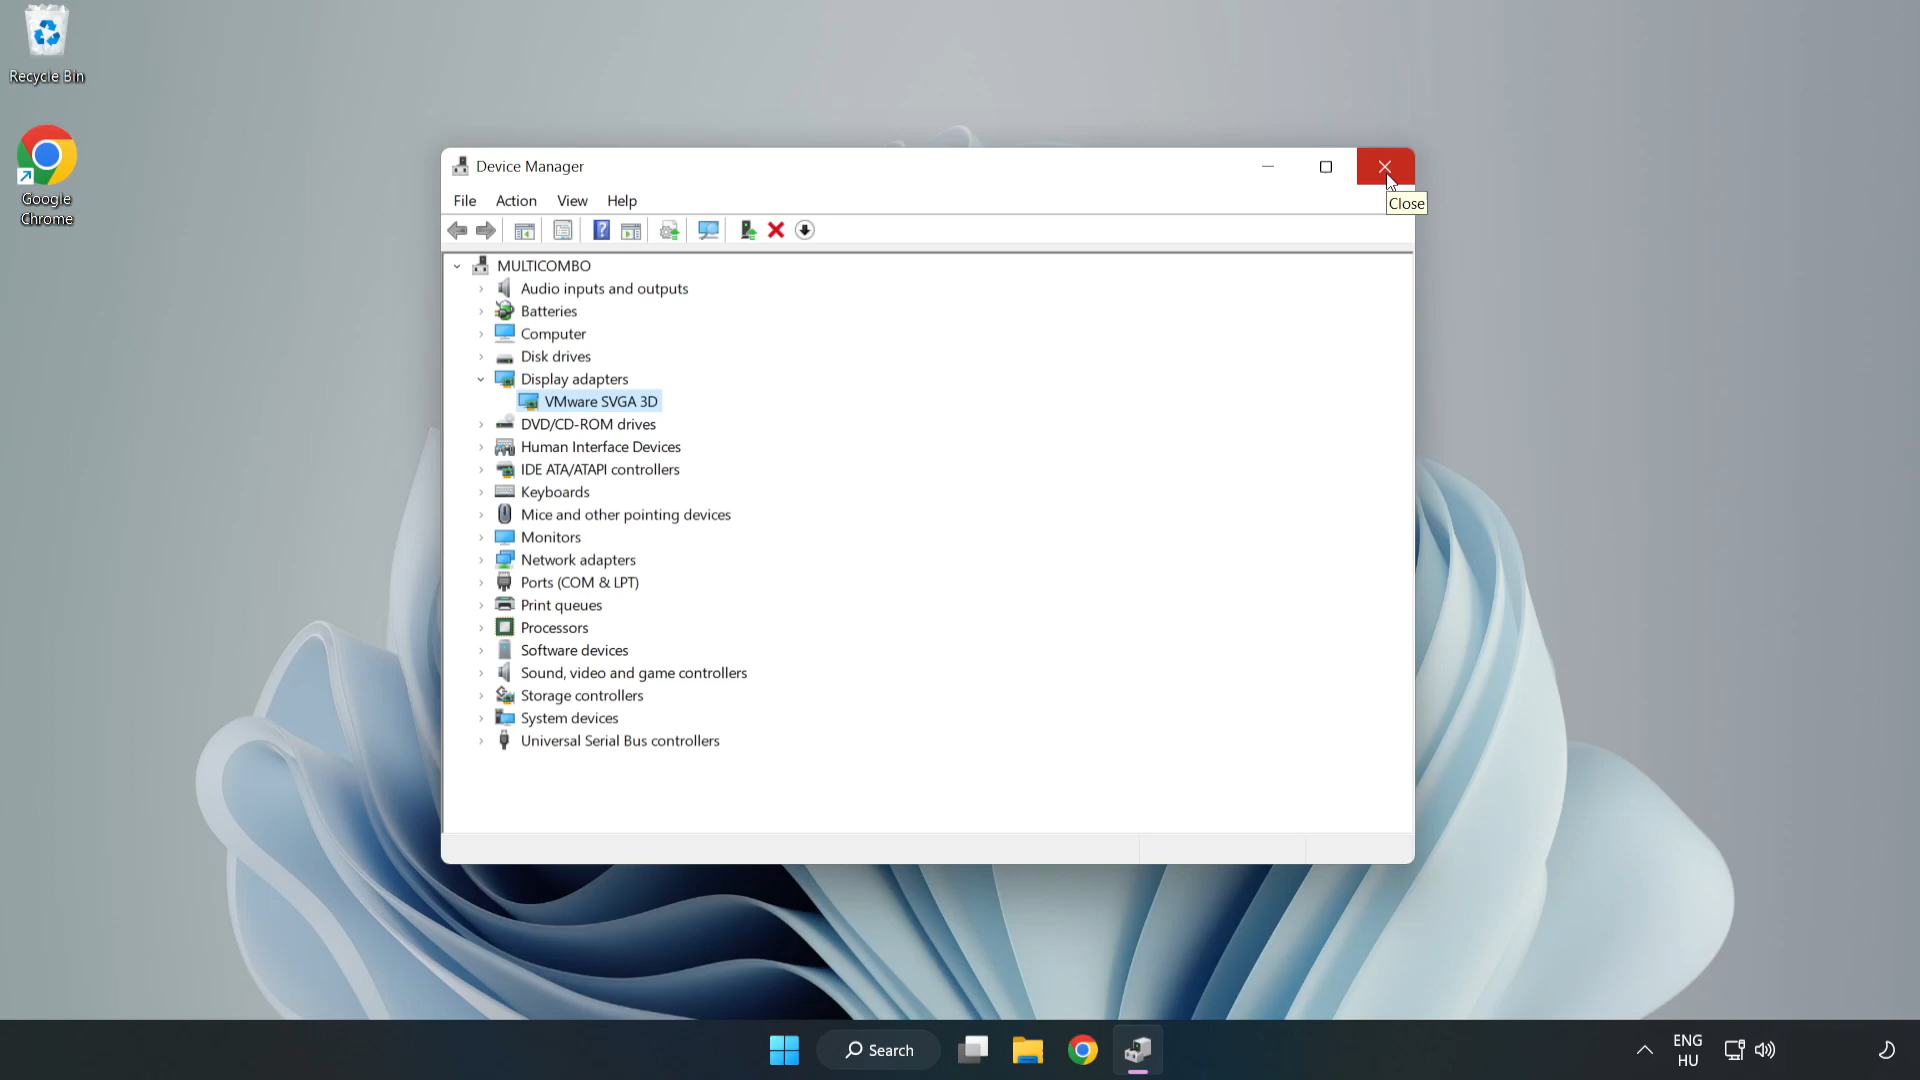 Recycle Bin
Google
Chrome
Device Manager
Close
File Action View Help
MULTICOMBO
Audio inputs and outputs
Batteries
Computer
Disk drives
Display adapters
VMware SVGA 3D
DVD/CD-ROM drives
Human Interface Devices
IDE ATA/ATAPI controllers
Keyboards
Mice and other pointing devices
Monitors
Network adapters
Ports (COM & LPT)
Print queues
Processors
Software devices
Sound, video and game controllers
Storage controllers
System devices
Universal Serial Bus controllers
Search
ENG
HU